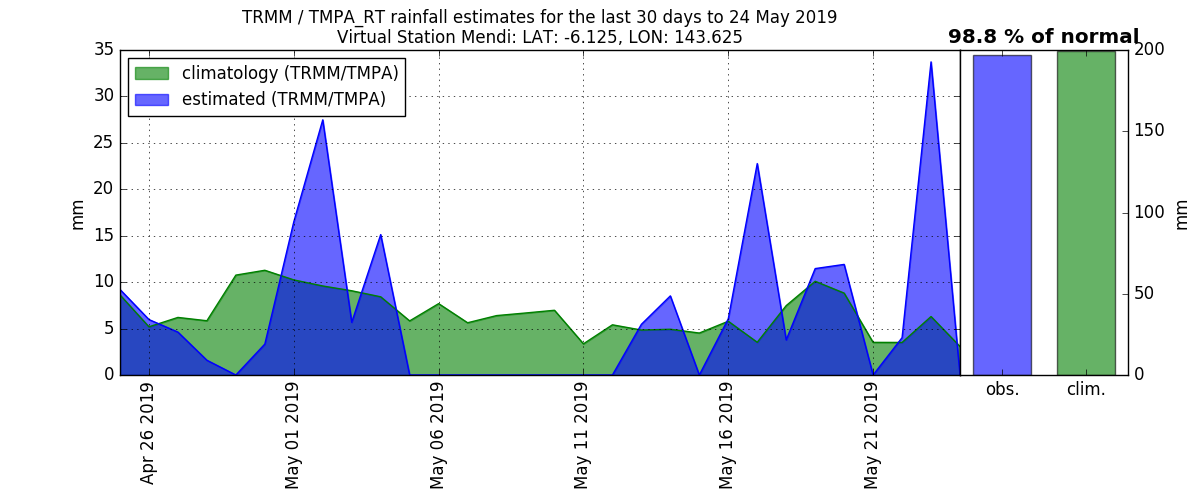 TRMM / TMPA_RT rainfall estimates for the last 30 days to 24 May 2019
Virtual Station Mendi: LAT: -6.125, LON: 143.625
98.8 % of normal
climatology (TRMM/TMPA)
estimated (TRMM/TMPA)
35
30
25
20
15
10
5
0
mm
Apr 26 2019
May 01 2019
May 06 2019
May 11 2019
May 16 2019
May 21 2019
200
150
100
50
0
mm
obs.
clim.